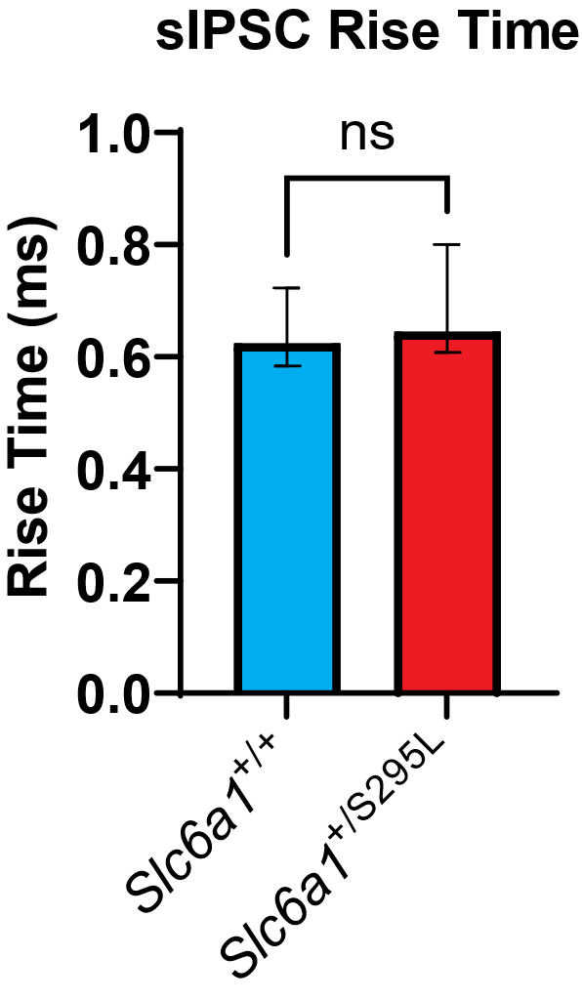 sIPSC Rise Time
ns
Rise Time (ms)
1.0
0.8
0.6
0.4
0.2
0.0
Slc6a1+/+
Slc6a1+/S295L